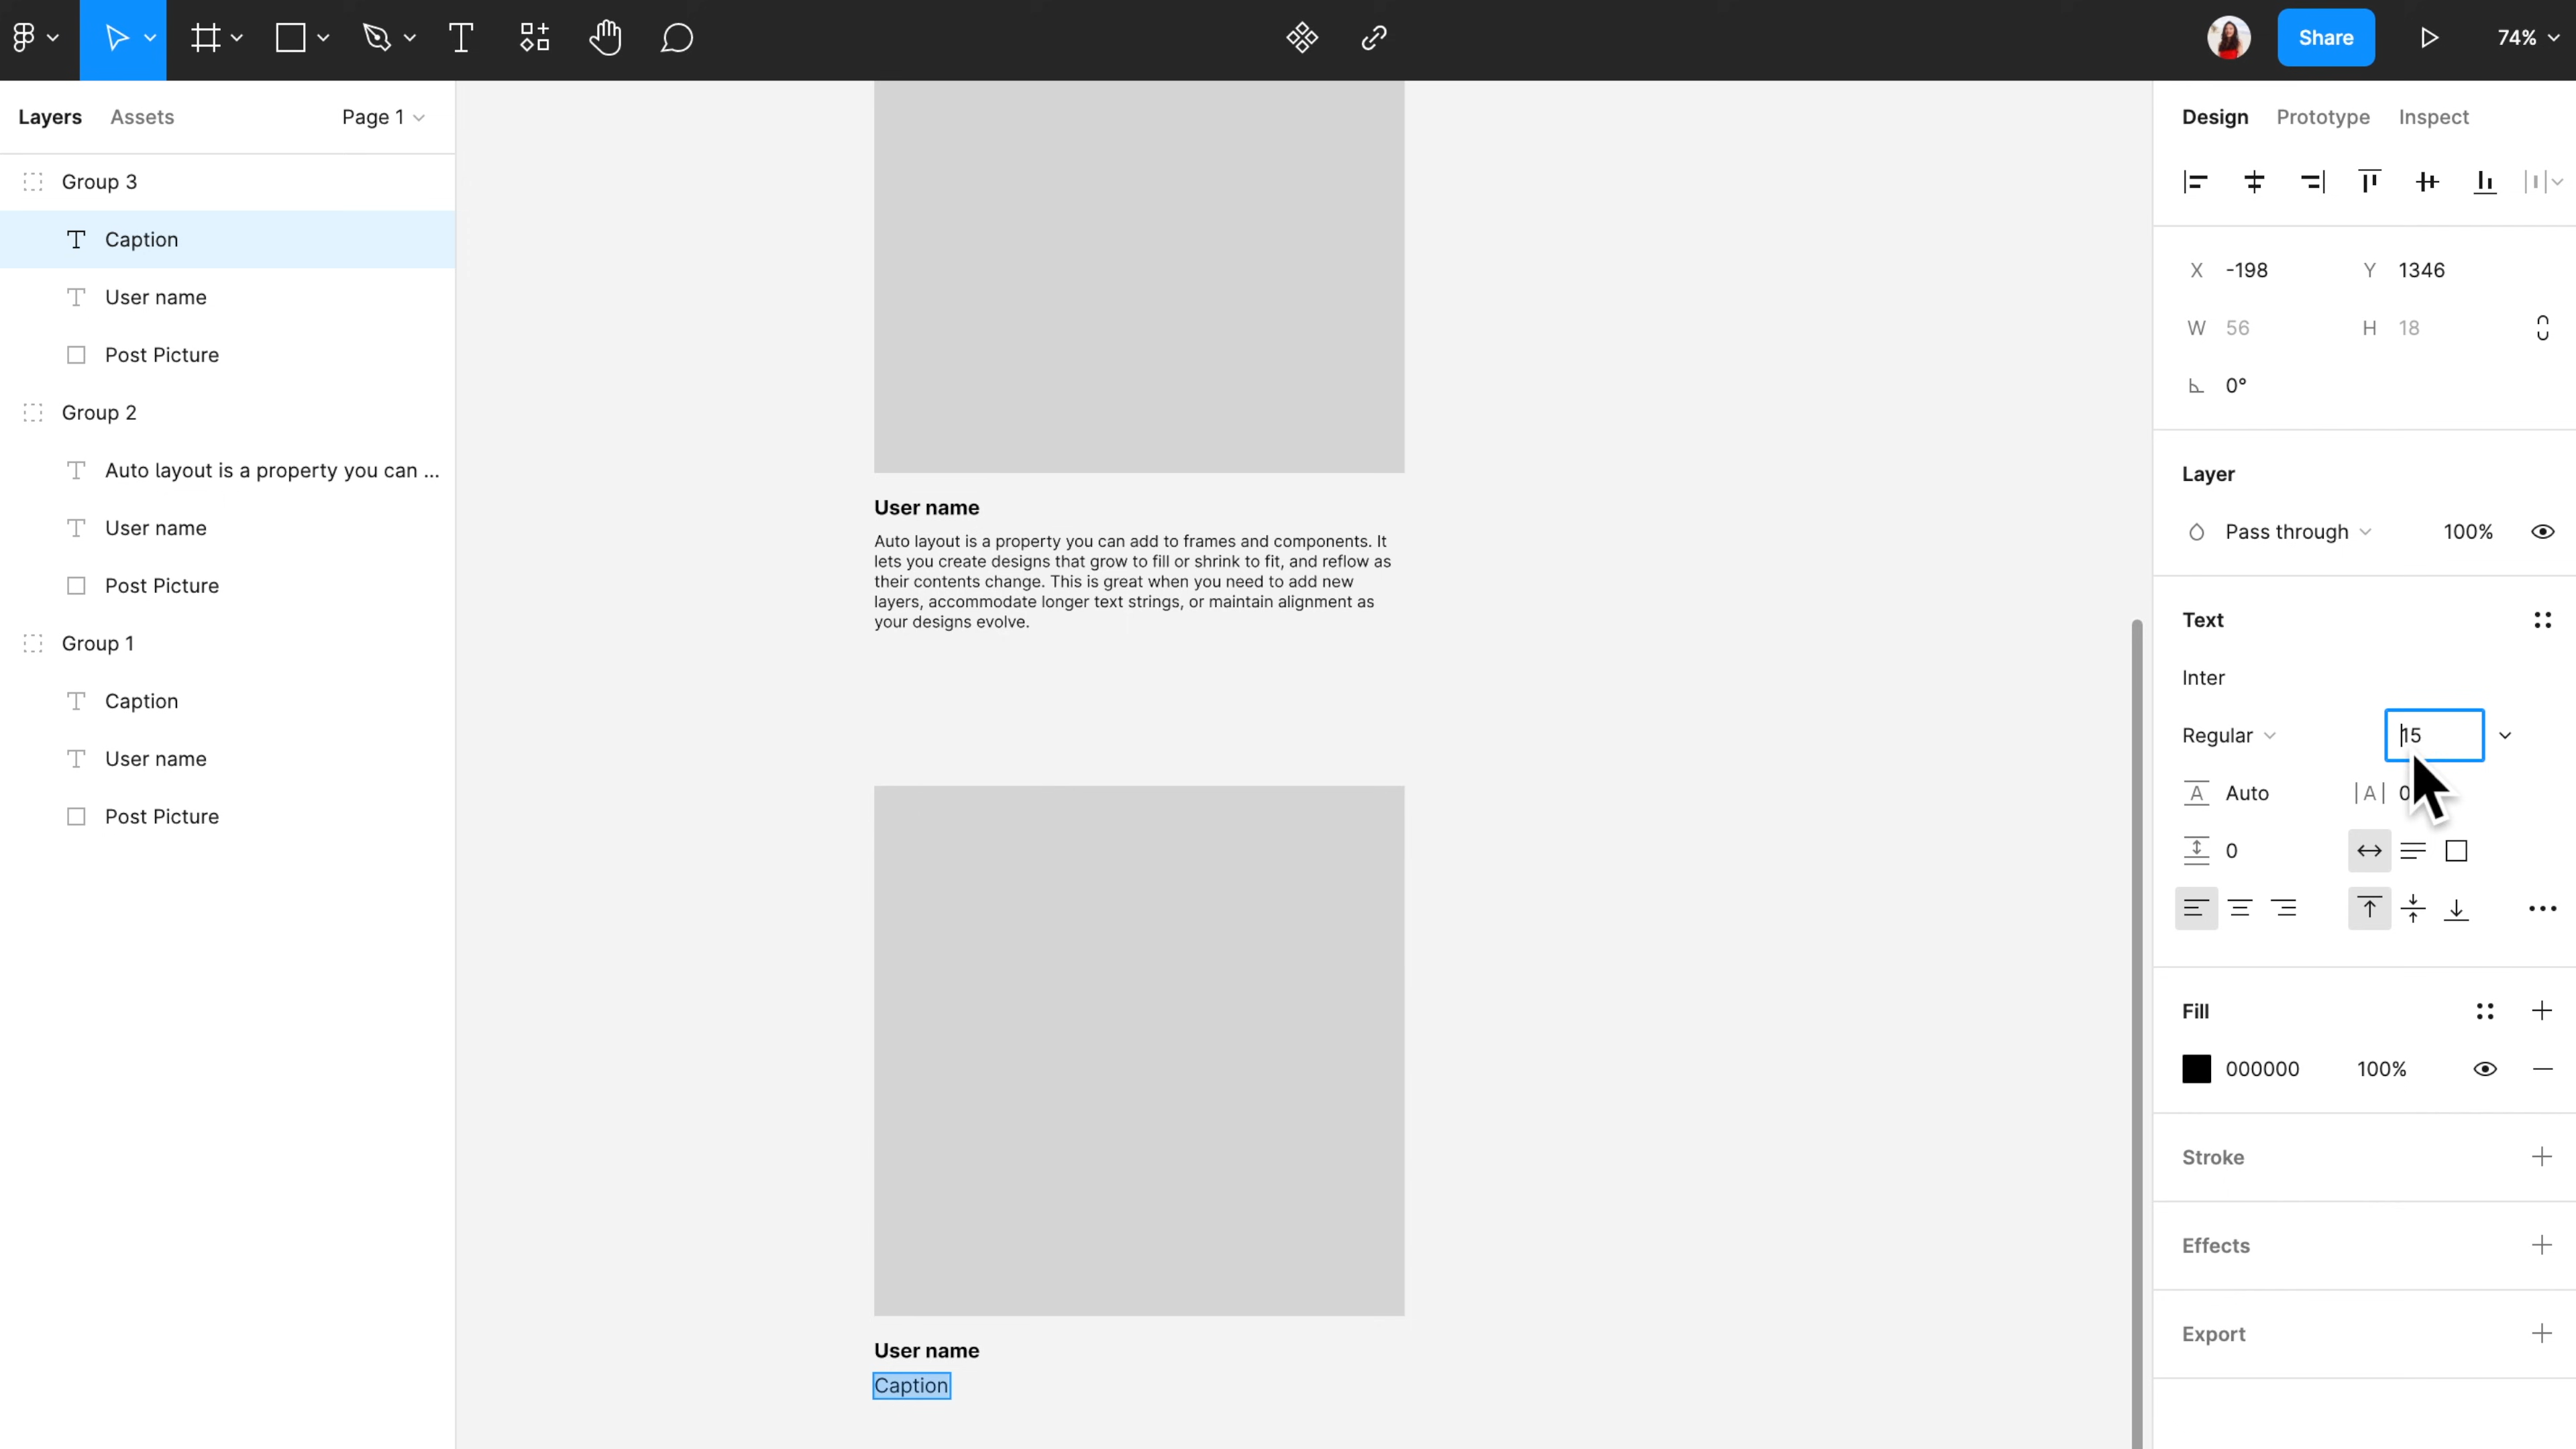 Share
74%
Layers
Assets
Page 1
Group 3
Caption
User name
Post Picture
Group 2
Auto layout is a property you can ...
User name
Post Picture
Group 1
Caption
User name
Post Picture
User name
Auto layout is a property you can add to frames and components. It
lets you create designs that grow to fill or shrink to fit, and reflow as
their contents change. This is great when you need to add new
layers, accommodate longer text strings, or maintain alignment as
your designs evolve.
User name
Caption
Design
Prototype
Inspect
X -198
Y 1346
W 56
H 18
0°
Layer
Pass through
100%
Text
Inter
Regular
15
A Auto
|A| 0
0
Fill
000000
100%
Stroke
Effects
Export